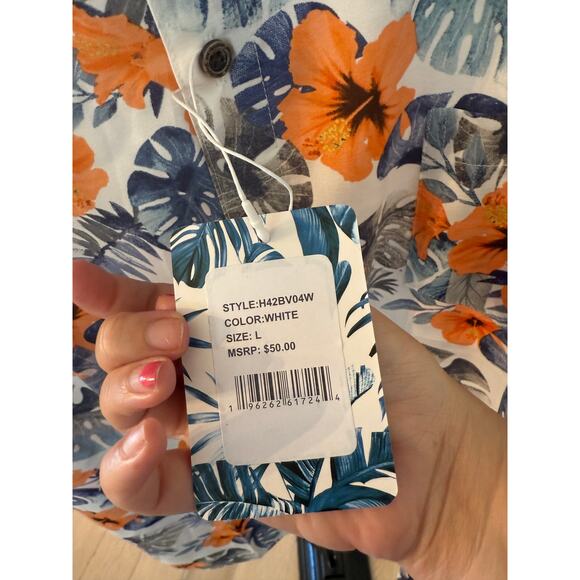 STYLE:H42BV04W
COLOR:WHITE
SIZE: L
MSRP: $50.00
1 96262 61724 4